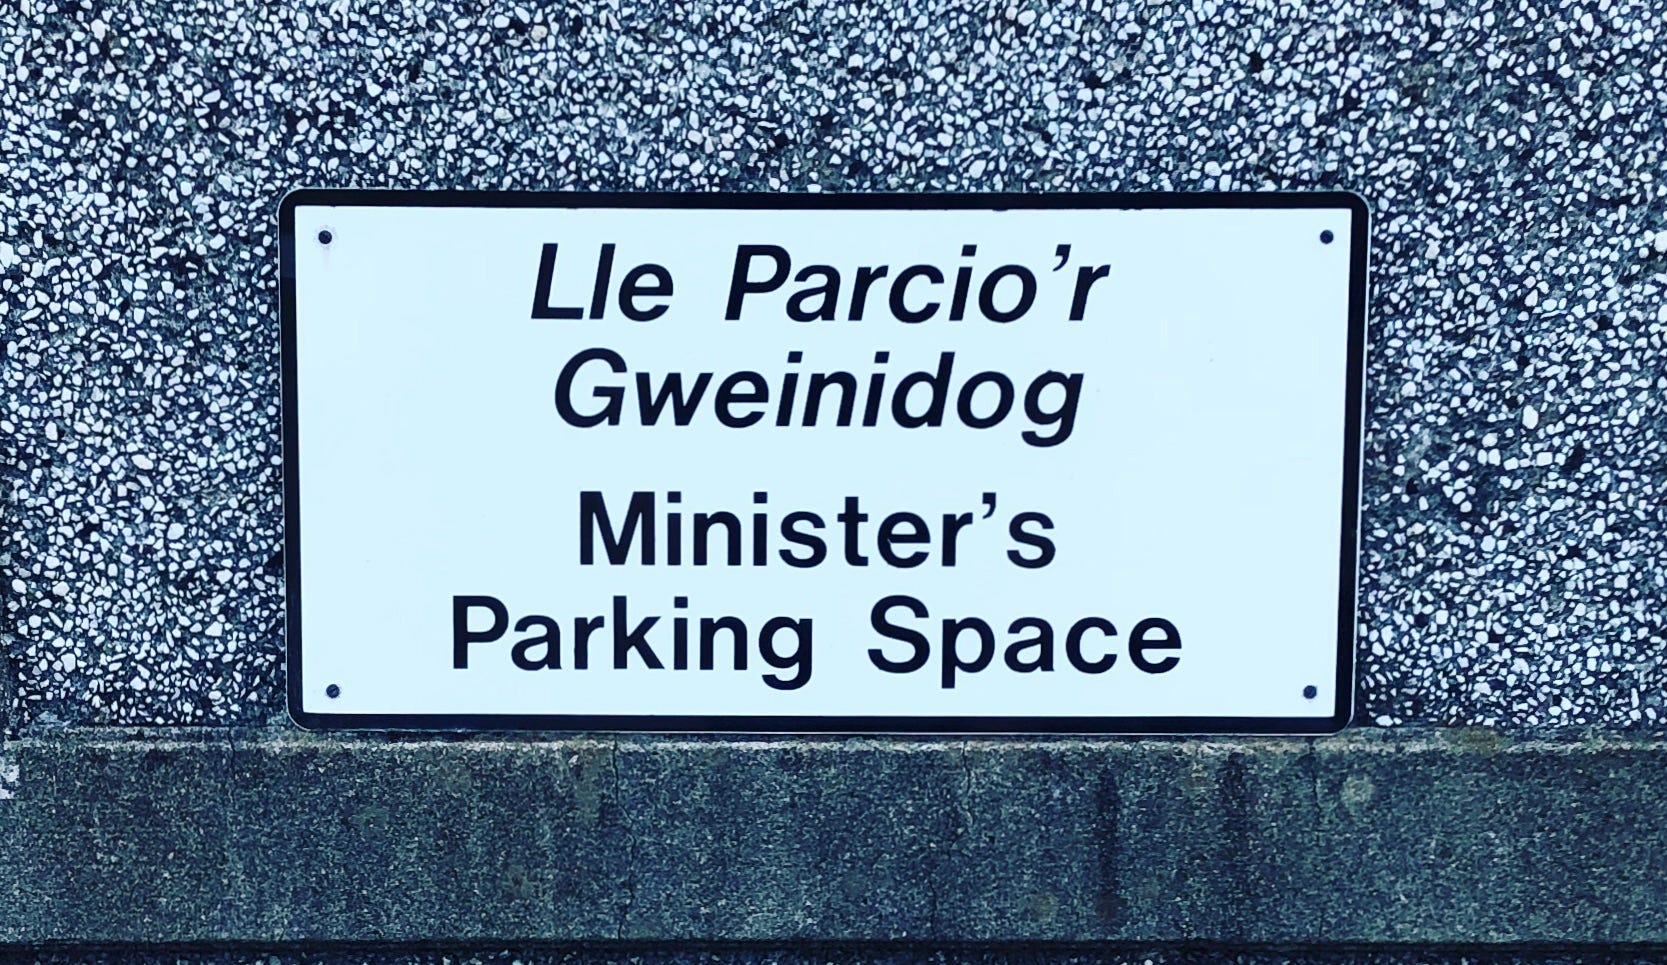 Lle Parcio’r
Gweinidog
Minister’s
Parking Space